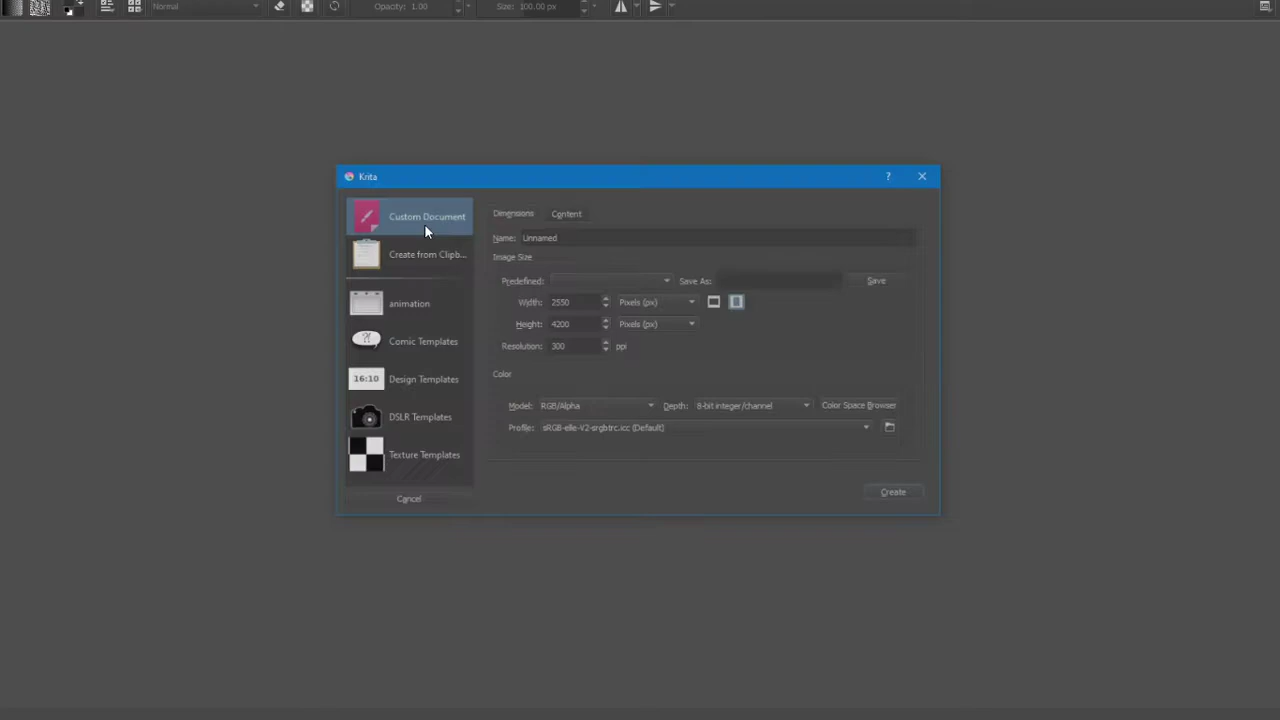 Normal Opacity: 1.00 Size: 100.00 px
Krita
Custom Document
Create from Clipb...
animation
Comic Templates
16:10 Design Templates
DSLR Templates
Texture Templates
Cancel
Dimensions Content
Name: Unnamed
Image Size
Predefined: Save As: Save
Width: 2550 Pixels (px)
Height: 4200 Pixels (px)
Resolution: 300 ppi
Color
Model: RGB/Alpha Depth: 8-bit integer/channel Color Space Browser
Profile: sRGB-elle-V2-srgbtrc.icc (Default)
Create